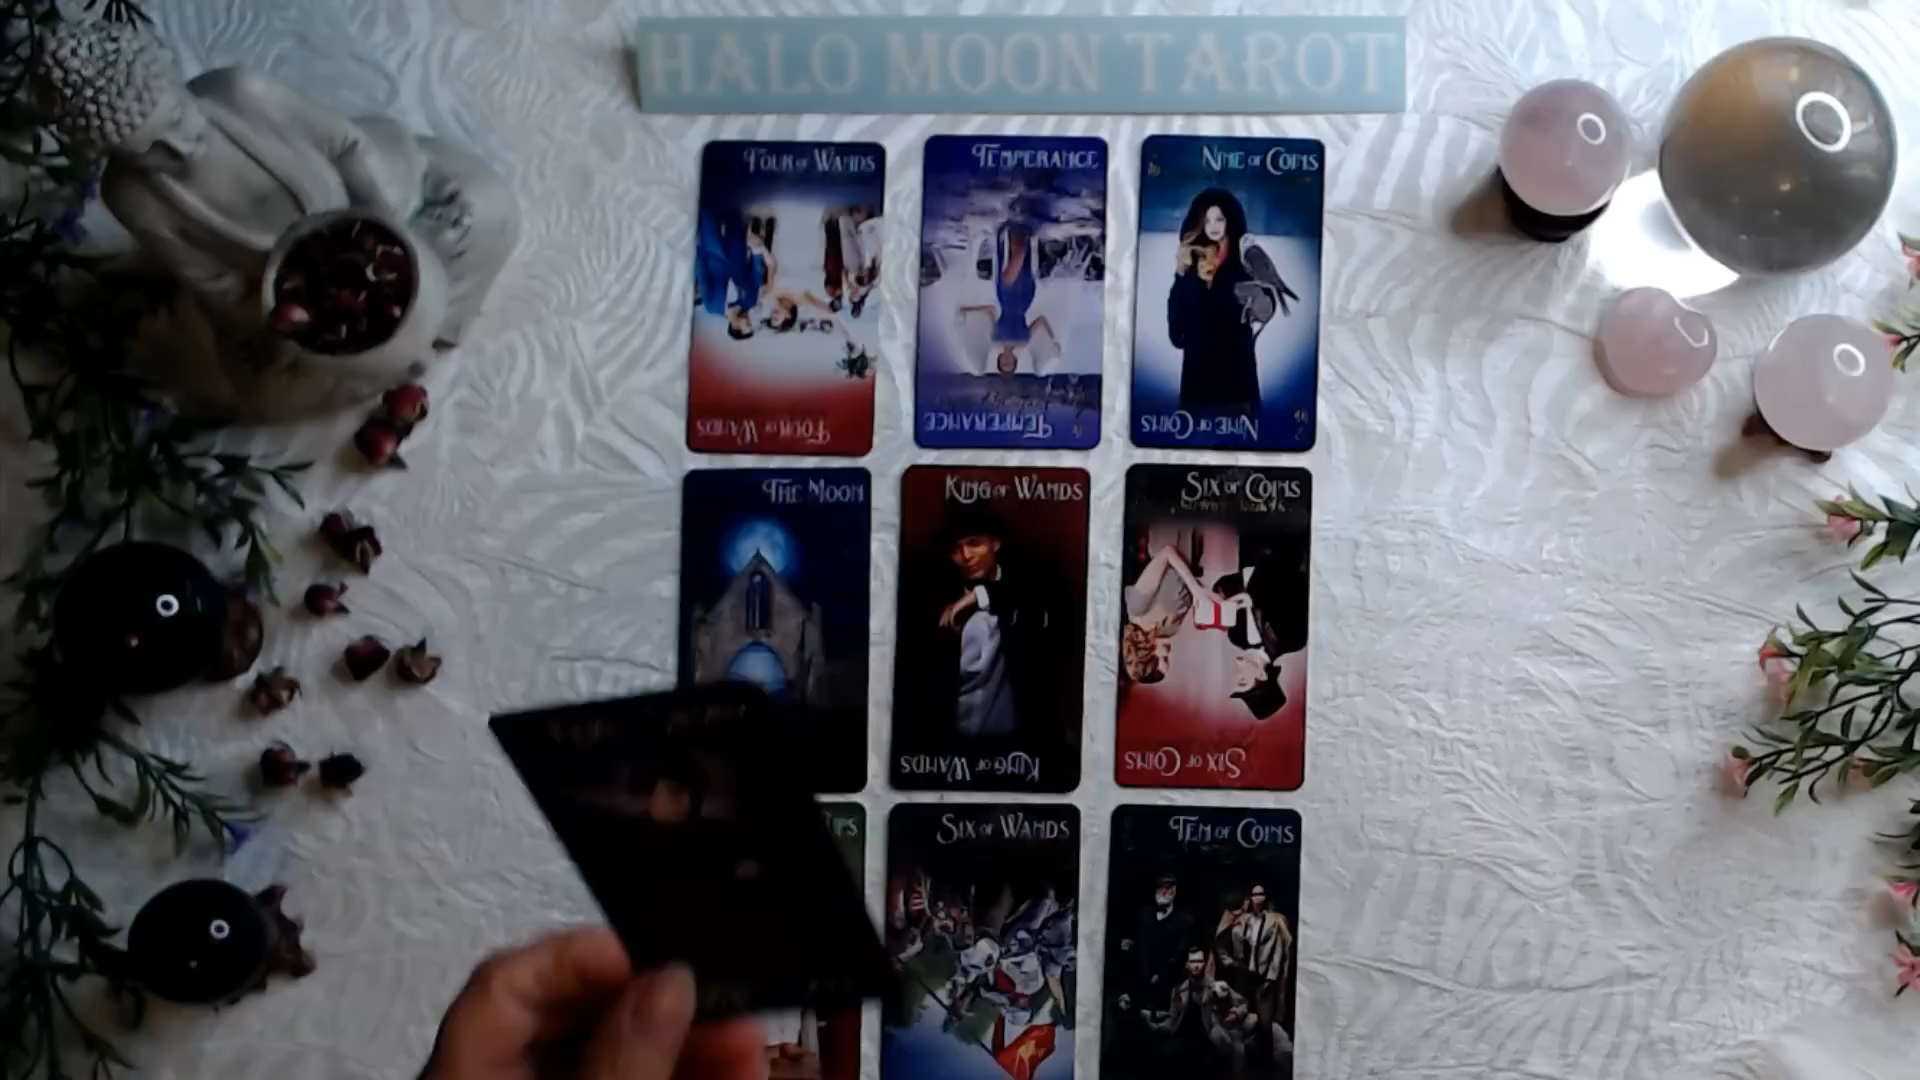 HALO MOON TAROT
FOUR OF WANDS
TEMPERANCE
NINE OF COINS
FOUR OF WANDS
TEMPERANCE
NINE OF COINS
THE MOON
KING OF WANDS
SIX OF COINS
KING OF WANDS
SIX OF COINS
SIX OF WANDS
TEN OF COINS